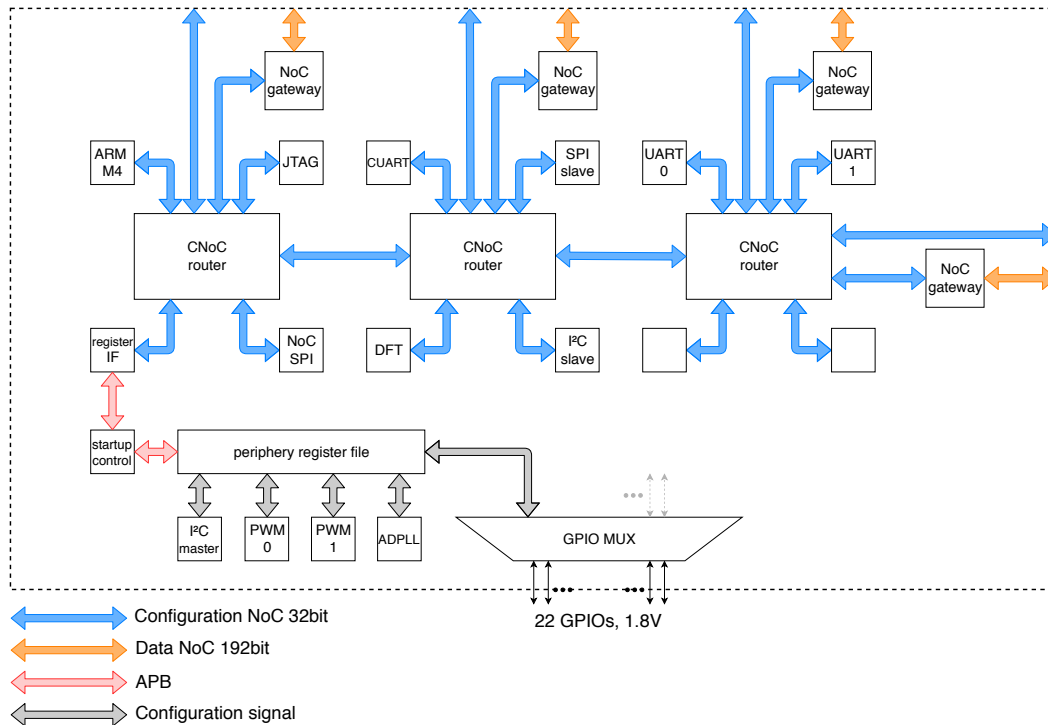 NoC
gateway
NoC
gateway
NoC
gateway
ARM
M4
JTAG
CUART
SPI
slave
UART
0
UART
1
CNoC
router
CNoC
router
CNoC
router
NoC
gateway
register
IF
NoC
SPI
DFT
I²C
slave
startup
control
periphery register file
I²C
master
PWM
0
PWM
1
ADPLL
GPIO MUX
22 GPIOs, 1.8V
Configuration NoC 32bit
Data NoC 192bit
APB
Configuration signal